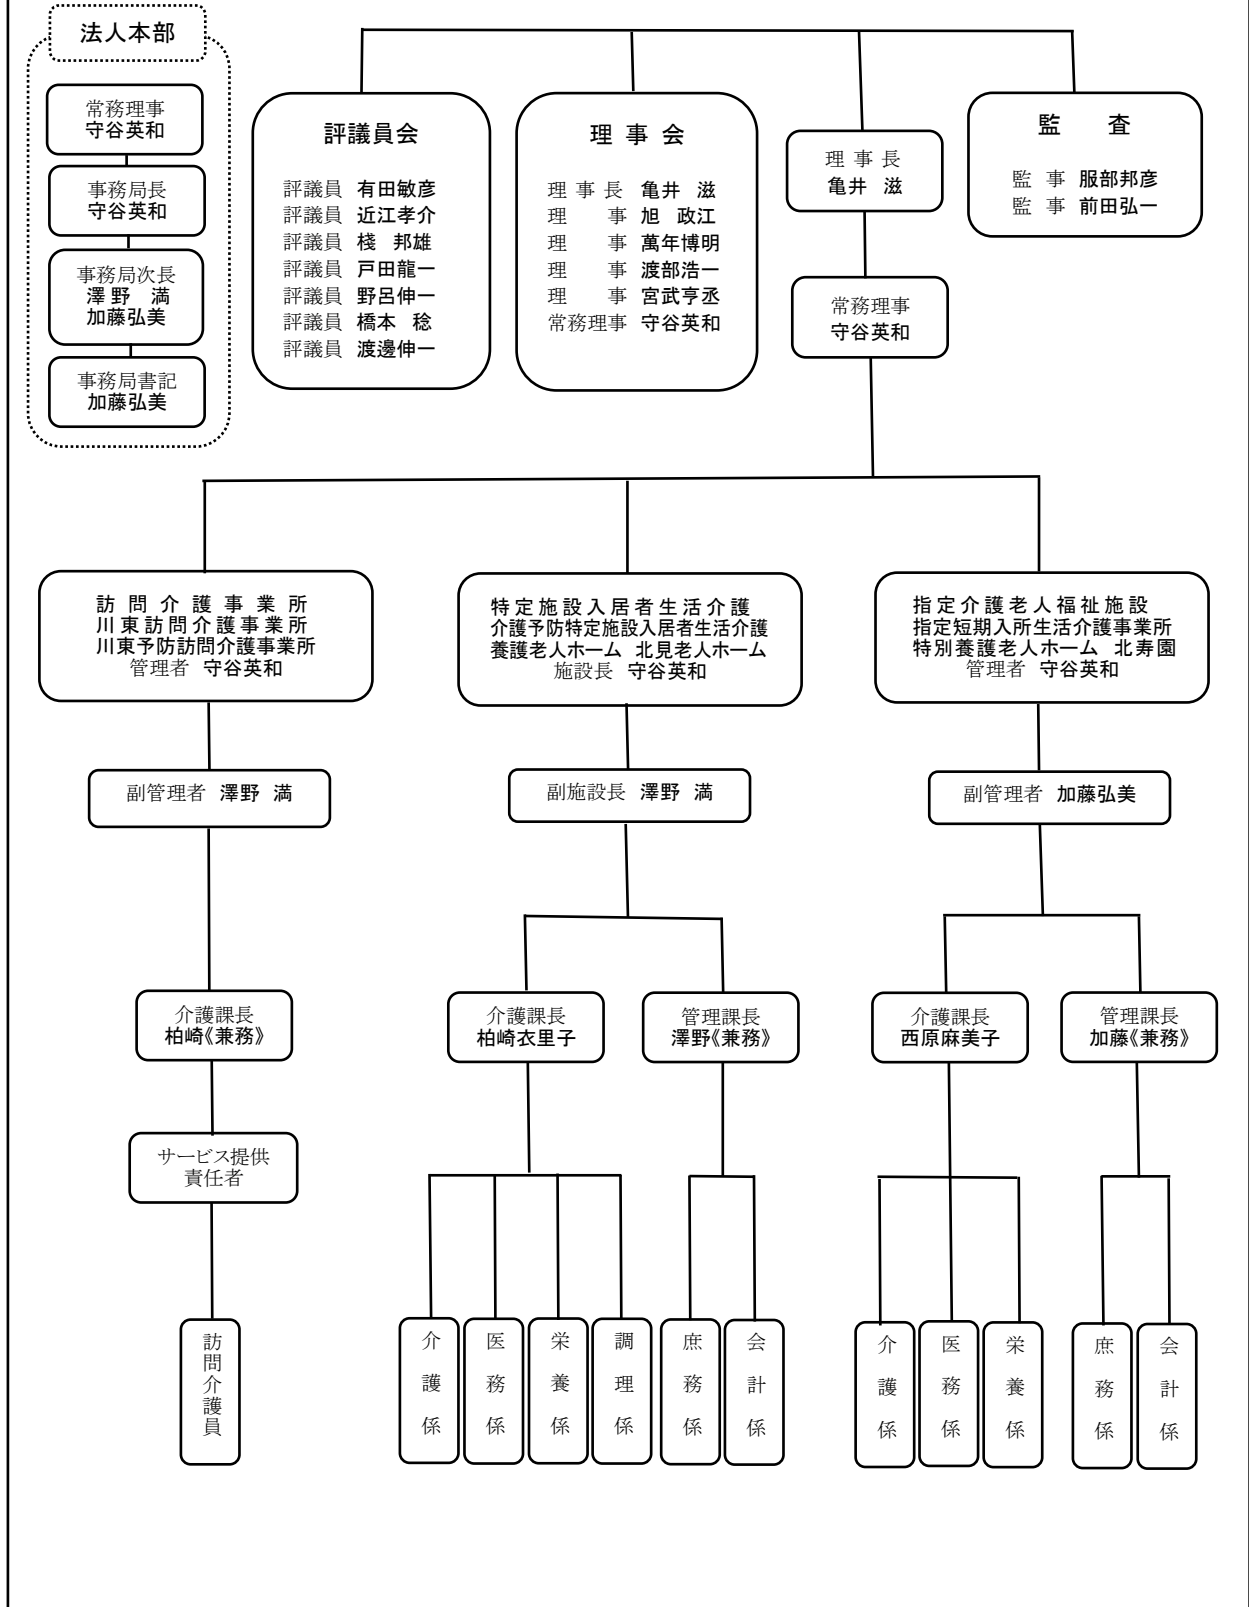 法人本部
常務理事
守谷英和
事務局長
守谷英和
事務局次長
澤野　満
加藤弘美
事務局書記
加藤弘美
評議員会
評議員 有田敏彦
評議員 近江孝介
評議員 棧　邦雄
評議員 戸田龍一
評議員 野呂伸一
評議員 橋本　稔
評議員 渡邊伸一
理事会
理事長 亀井　滋
理　　事 旭　政江
理　　事 萬年博明
理　　事 渡部浩一
理　　事 宮武亨丞
常務理事 守谷英和
理事長
亀井　滋
常務理事
守谷英和
監　査
監　事 服部邦彦
監　事 前田弘一
訪問介護事業所
川東訪問介護事業所
川東予防訪問介護事業所
管理者 守谷英和
副管理者 澤野　満
介護課長
柏崎《兼務》
サービス提供
責任者
訪問介護員
特定施設入居者生活介護
介護予防特定施設入居者生活介護
養護老人ホーム 北見老人ホーム
施設長 守谷英和
副施設長 澤野　満
介護課長
柏崎衣里子
管理課長
澤野《兼務》
介護係
医務係
栄養係
調理係
庶務係
会計係
指定介護老人福祉施設
指定短期入所生活介護事業所
特別養護老人ホーム 北寿園
管理者 守谷英和
副管理者 加藤弘美
介護課長
西原麻美子
管理課長
加藤《兼務》
介護係
医務係
栄養係
庶務係
会計係